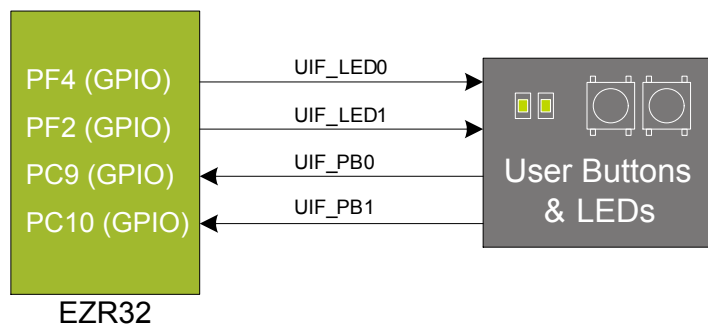 PF4 (GPIO)
UIF_LED0
PF2 (GPIO)
UIF_LED1
PC9 (GPIO)
UIF_PB0
PC10 (GPIO)
UIF_PB1
User Buttons
& LEDs
EZR32